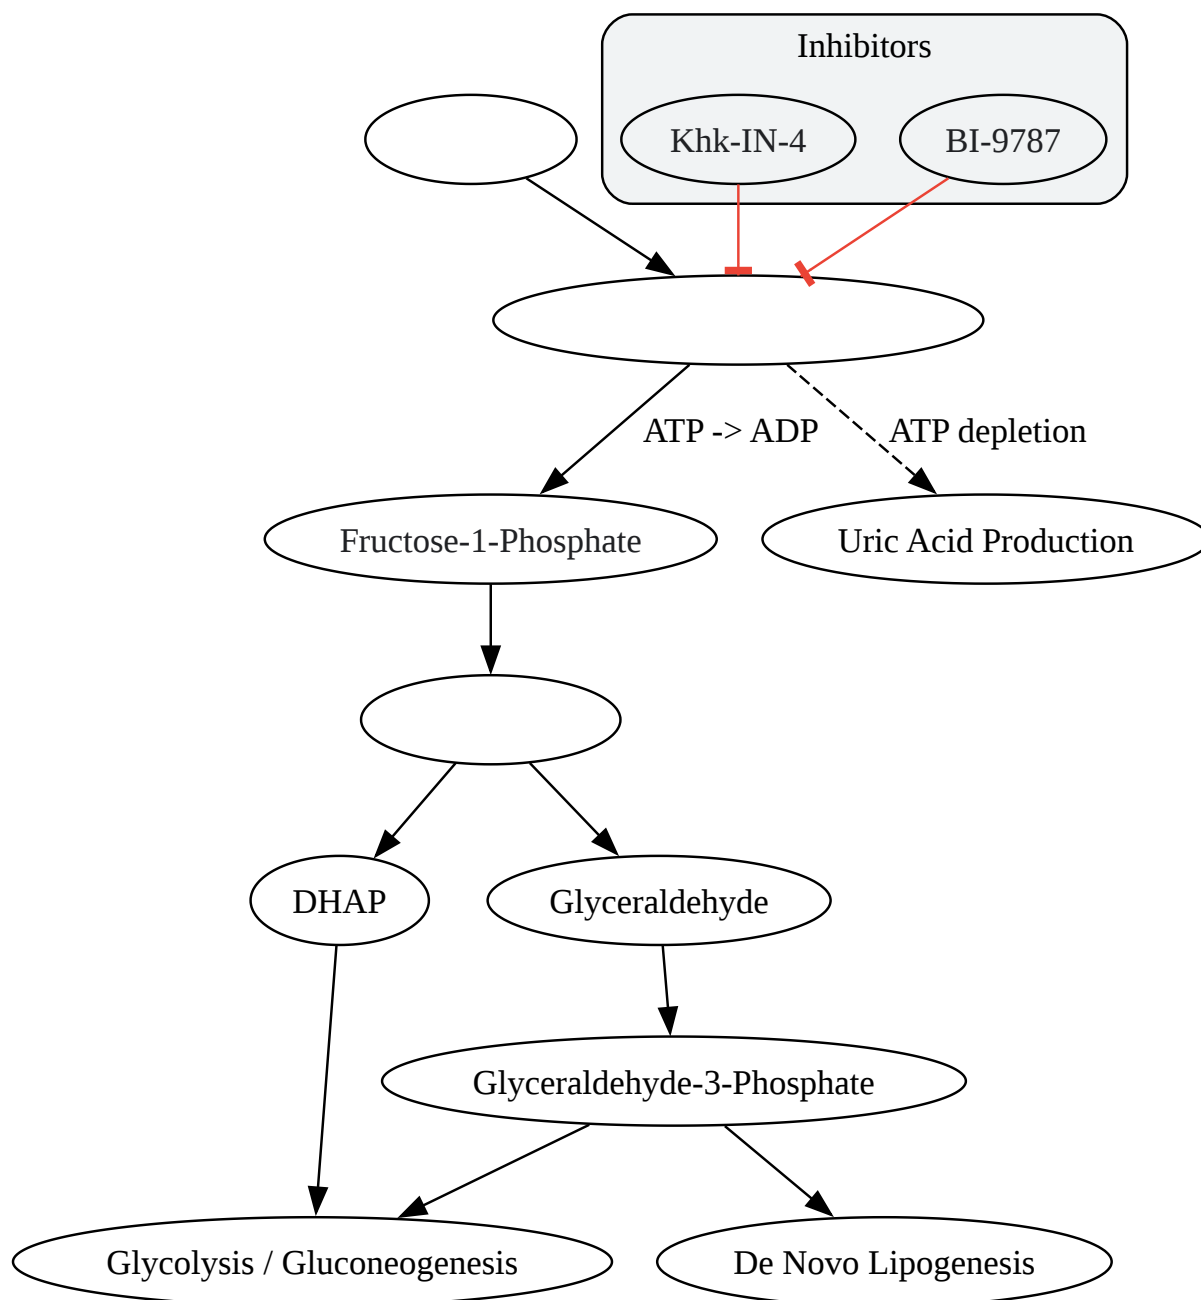 Inhibitors
Khk-IN-4
BI-9787
ATP -> ADP
ATP depletion
Fructose-1-Phosphate
Uric Acid Production
DHAP
Glyceraldehyde
Glyceraldehyde-3-Phosphate
Glycolysis / Gluconeogenesis
De Novo Lipogenesis